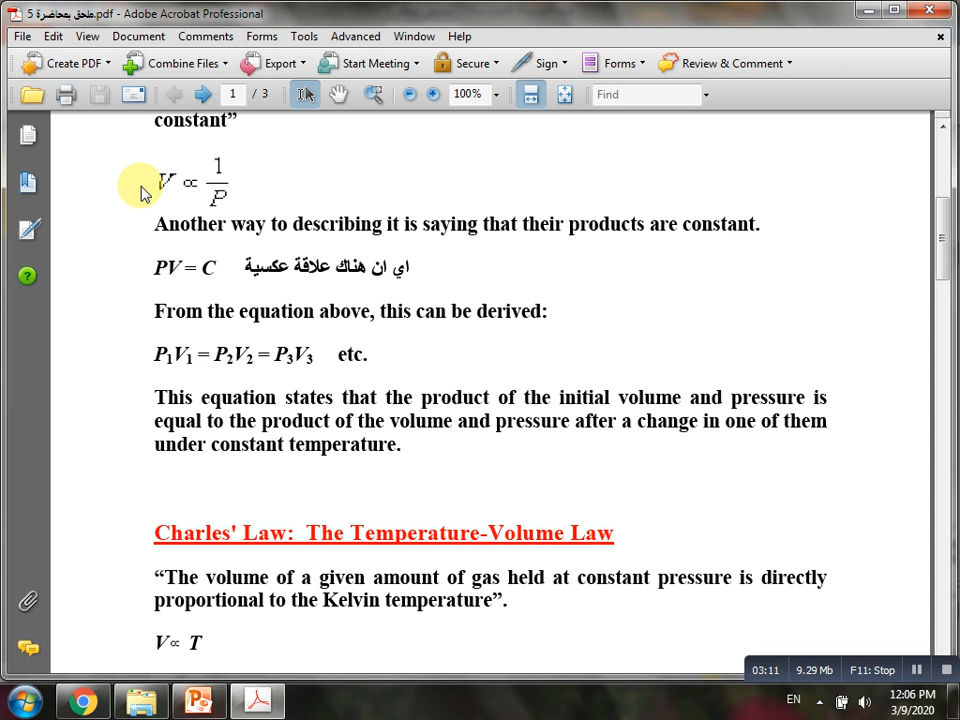 ملحق بمحاضرة 5.pdf - Adobe Acrobat Professional
File Edit View Document Comments Forms Tools Advanced Window Help
Create PDF Combine Files Export Start Meeting Secure Sign Forms Review & Comment
1 / 3 100% Find
constant”
V ∝ 1/P
Another way to describing it is saying that their products are constant.
PV = C اي ان هناك علاقة عكسية
From the equation above, this can be derived:
P₁V₁ = P₂V₂ = P₃V₃ etc.
This equation states that the product of the initial volume and pressure is
equal to the product of the volume and pressure after a change in one of them
under constant temperature.
Charles' Law: The Temperature-Volume Law
“The volume of a given amount of gas held at constant pressure is directly
proportional to the Kelvin temperature”.
V∝ T
03:11 9.29 Mb F11: Stop
EN 12:06 PM
3/9/2020